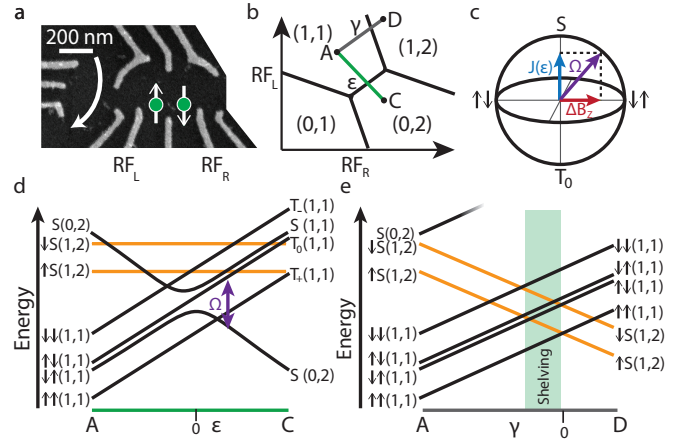 a
200 nm
RF_L
RF_R
b
(1,1)
γ
D
A
(1,2)
RF_L
ε
C
(0,1)
(0,2)
RF_R
c
S
J(ε)
Ω
↑↓
↓↑
ΔB_z
T_0
d
Energy
S(0,2)
↓S(1,2)
↑S(1,2)
↓↓(1,1)
↑↓(1,1)
↓↑(1,1)
↑↑(1,1)
T_-(1,1)
S (1,1)
T_0(1,1)
T_+(1,1)
Ω
S (0,2)
A
0
ε
C
e
Energy
S(0,2)
↓S(1,2)
↑S(1,2)
↓↓(1,1)
↑↓(1,1)
↓↑(1,1)
↑↑(1,1)
Shelving
↓↓(1,1)
↓↑(1,1)
↑↓(1,1)
↑↑(1,1)
↓S(1,2)
↑S(1,2)
A
γ
0
D